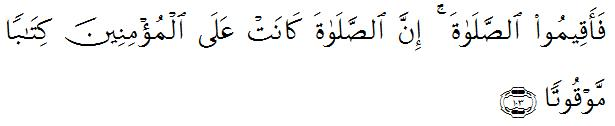 فَأَقِيمُوا۟ ٱلصَّلَوٰةَ ۚ إِنَّ ٱلصَّلَوٰةَ كَانَتْ عَلَى ٱلْمُؤْمِنِينَ كِتَٰبًا
مَّوْقُوتًا ﴿١٠٣﴾